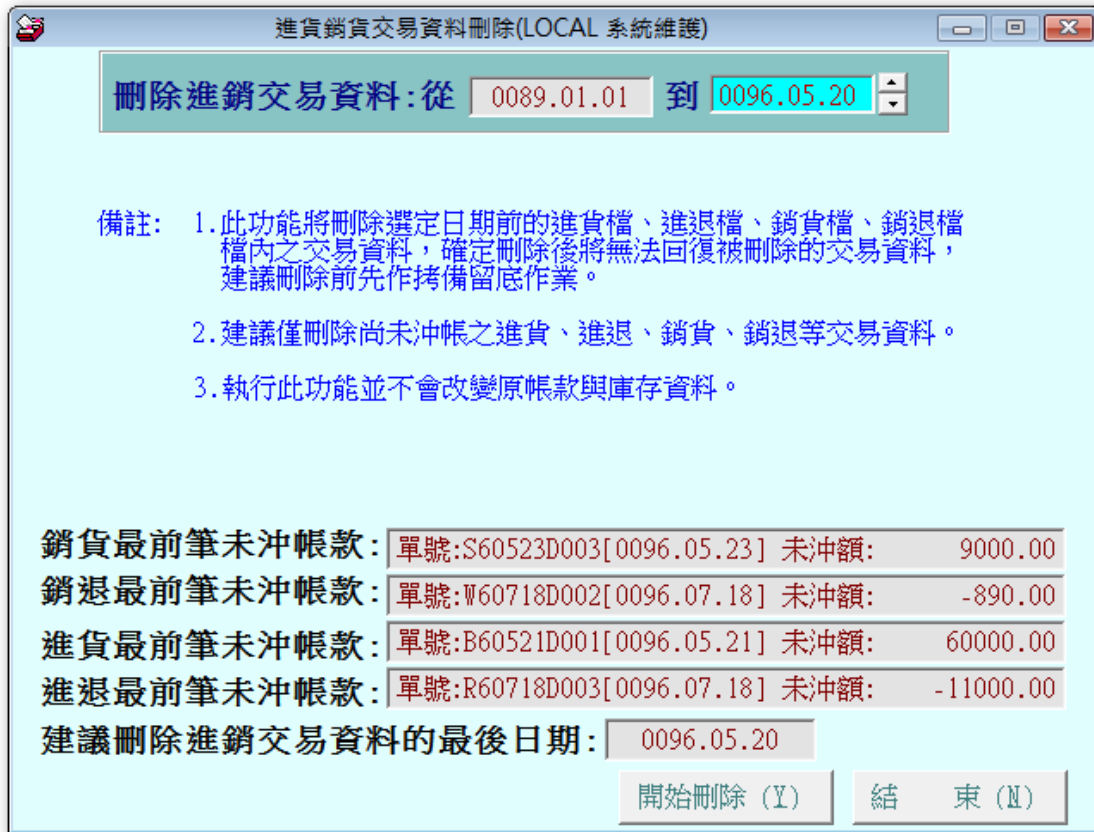 進貨銷貨交易資料刪除(LOCAL 系統維護)
刪除進銷交易資料:從 0089.01.01 到 0096.05.20
備註: 1.此功能將刪除選定日期前的進貨檔、進退檔、銷貨檔、銷退檔
檔內之交易資料，確定刪除後將無法回復被刪除的交易資料，
建議刪除前先作拷備留底作業。
2.建議僅刪除尚未沖帳之進貨、進退、銷貨、銷退等交易資料。
3.執行此功能並不會改變原帳款與庫存資料。
銷貨最前筆未沖帳款: 單號:S60523D003[0096.05.23] 未沖額: 9000.00
銷退最前筆未沖帳款: 單號:W60718D002[0096.07.18] 未沖額: -890.00
進貨最前筆未沖帳款: 單號:B60521D001[0096.05.21] 未沖額: 60000.00
進退最前筆未沖帳款: 單號:R60718D003[0096.07.18] 未沖額: -11000.00
建議刪除進銷交易資料的最後日期: 0096.05.20
開始刪除 (Y) 結 束 (N)